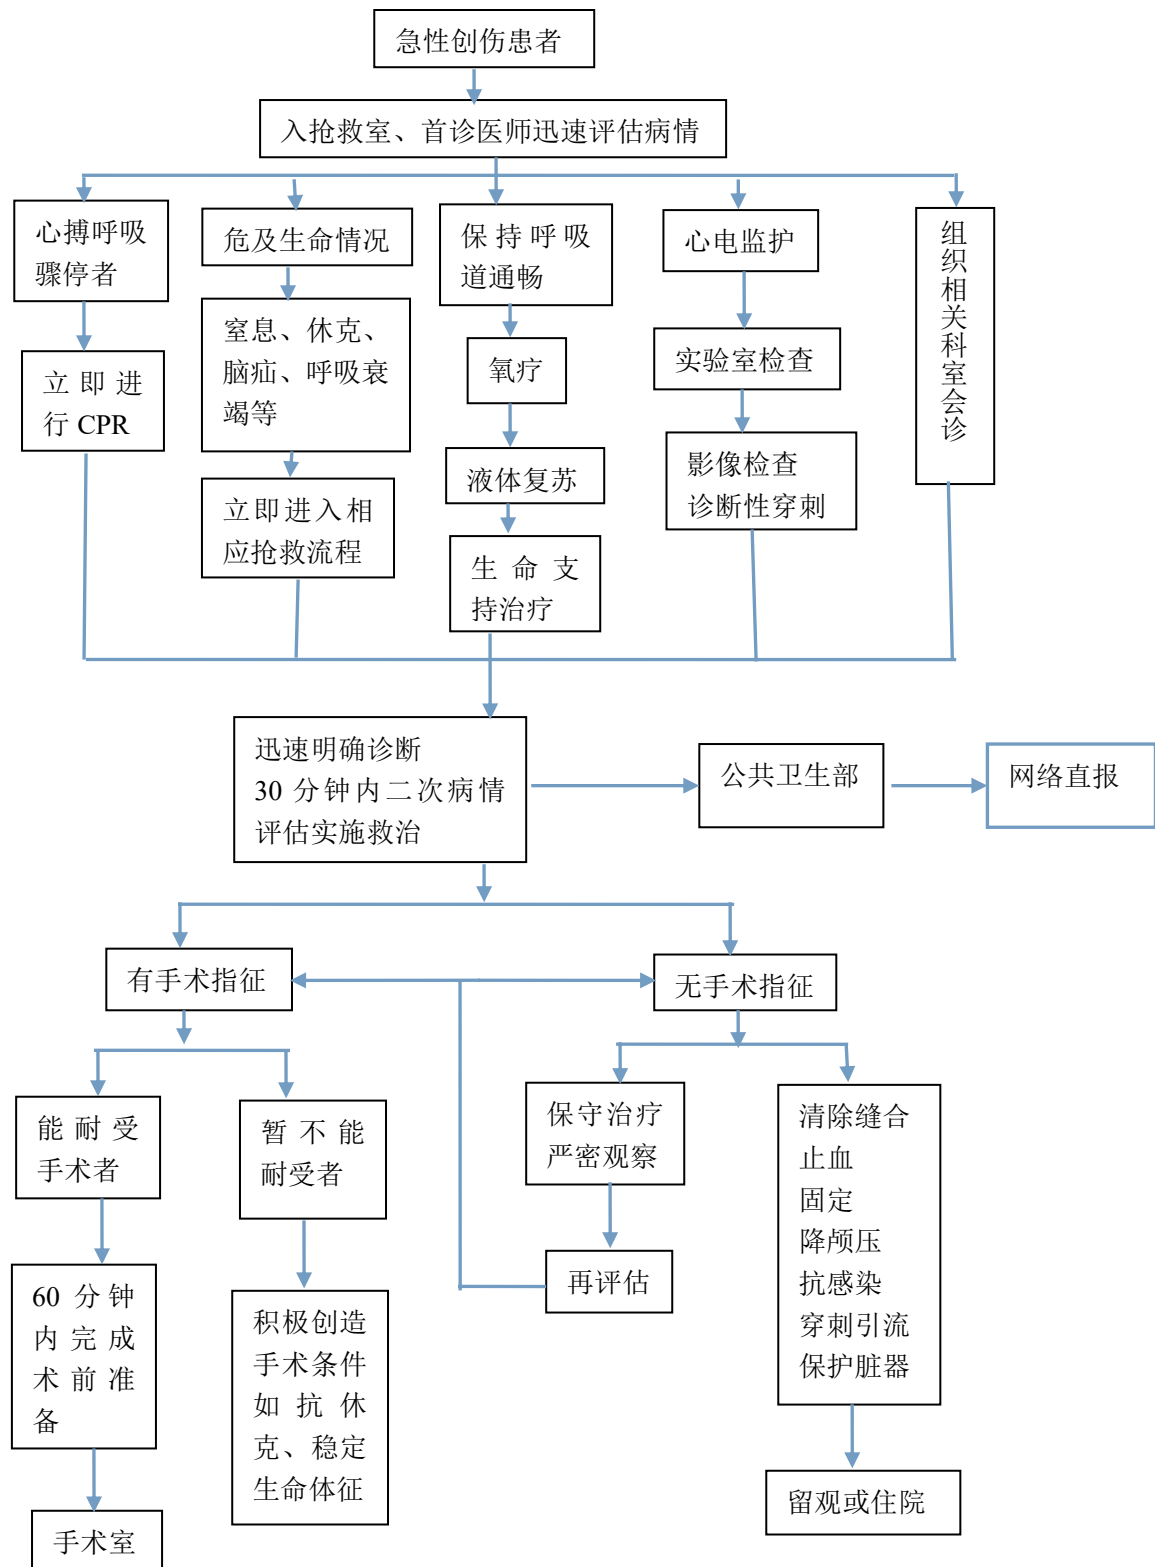 急性创伤患者
入抢救室、首诊医师迅速评估病情
心搏呼吸
骤停者
危及生命情况
保持呼吸
道通畅
心电监护
组织相关科室会诊
立即进
行 CPR
窒息、休克、
脑疝、呼吸衰
竭等
氧疗
实验室检查
液体复苏
影像检查
诊断性穿刺
立即进入相
应抢救流程
生命支
持治疗
迅速明确诊断
30 分钟内二次病情
评估实施救治
公共卫生部
网络直报
有手术指征
无手术指征
能耐受
手术者
暂不能
耐受者
保守治疗
严密观察
清除缝合
止血
固定
降颅压
抗感染
穿刺引流
保护脏器
60 分钟
内完成
术前准
备
积极创造
手术条件
如抗休
克、稳定
生命体征
再评估
手术室
留观或住院